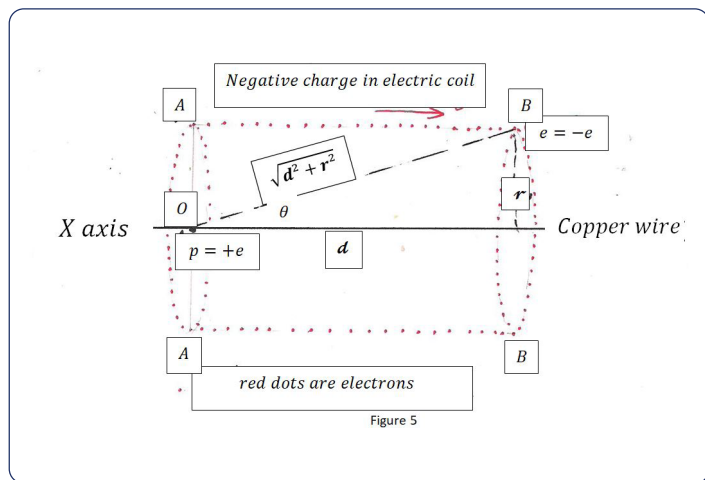 Negative charge in electric coil
A
B
e = −e
√d² + r²
r
O
θ
X axis
Copper wire
p = +e
d
A
B
red dots are electrons
Figure 5